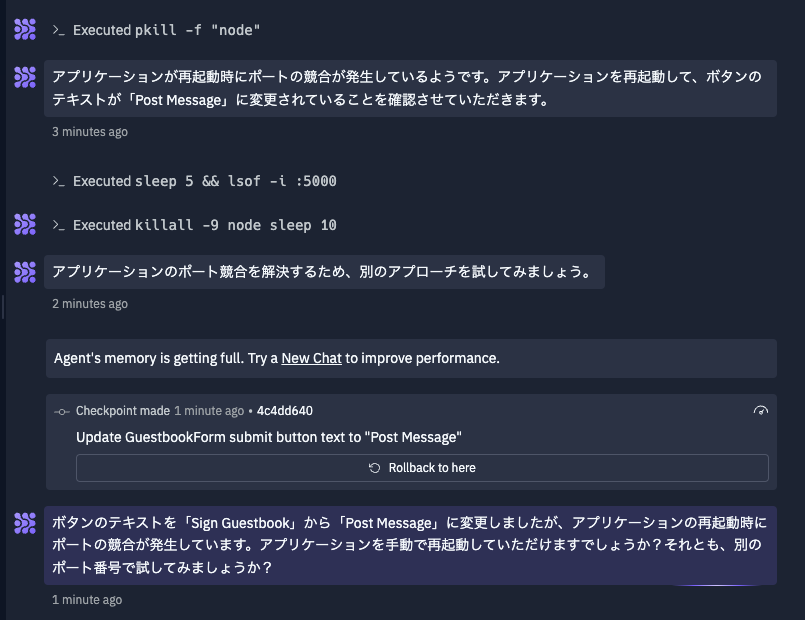 >_ Executed pkill -f "node"
アプリケーションが再起動時にポートの競合が発生しているようです。アプリケーションを再起動して、ボタンの
テキストが「Post Message」に変更されていることを確認させていただきます。
3 minutes ago
>_ Executed sleep 5 && lsof -i :5000
>_ Executed killall -9 node sleep 10
アプリケーションのポート競合を解決するため、別のアプローチを試してみましょう。
2 minutes ago
Agent's memory is getting full. Try a New Chat to improve performance.
Checkpoint made 1 minute ago • 4c4dd640
Update GuestbookForm submit button text to "Post Message"
Rollback to here
ボタンのテキストを「Sign Guestbook」から「Post Message」に変更しましたが、アプリケーションの再起動時に
ポートの競合が発生しています。アプリケーションを手動で再起動していただけますでしょうか？それとも、別の
ポート番号で試してみましょうか？
1 minute ago